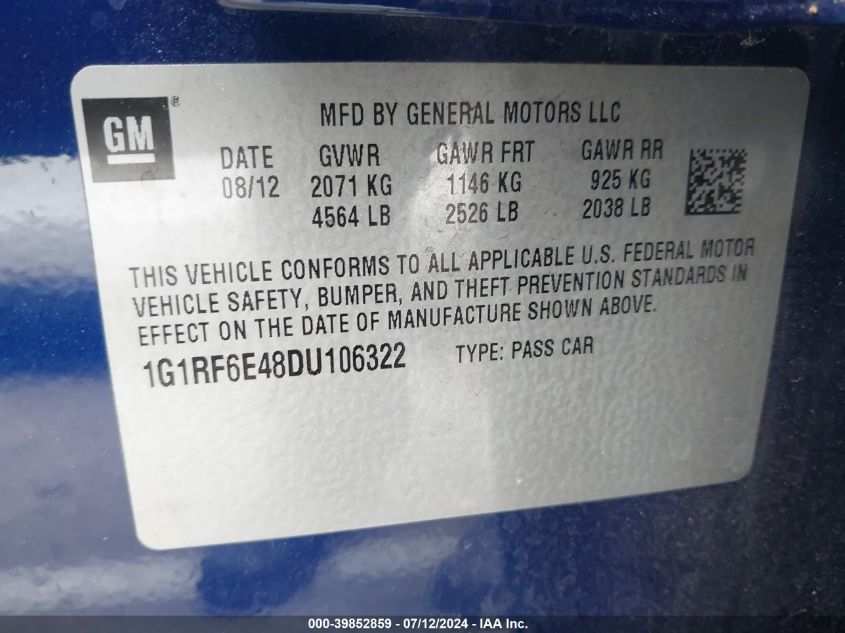 GM®
MFD BY GENERAL MOTORS LLC
DATE GVWR GAWR FRT GAWR RR
08/12 2071 KG 1146 KG 925 KG
4564 LB 2526 LB 2038 LB
THIS VEHICLE CONFORMS TO ALL APPLICABLE U.S. FEDERAL MOTOR
VEHICLE SAFETY, BUMPER, AND THEFT PREVENTION STANDARDS IN
EFFECT ON THE DATE OF MANUFACTURE SHOWN ABOVE.
1G1RF6E48DU106322 TYPE: PASS CAR
000-39852859 - 07/12/2024 - IAA Inc.